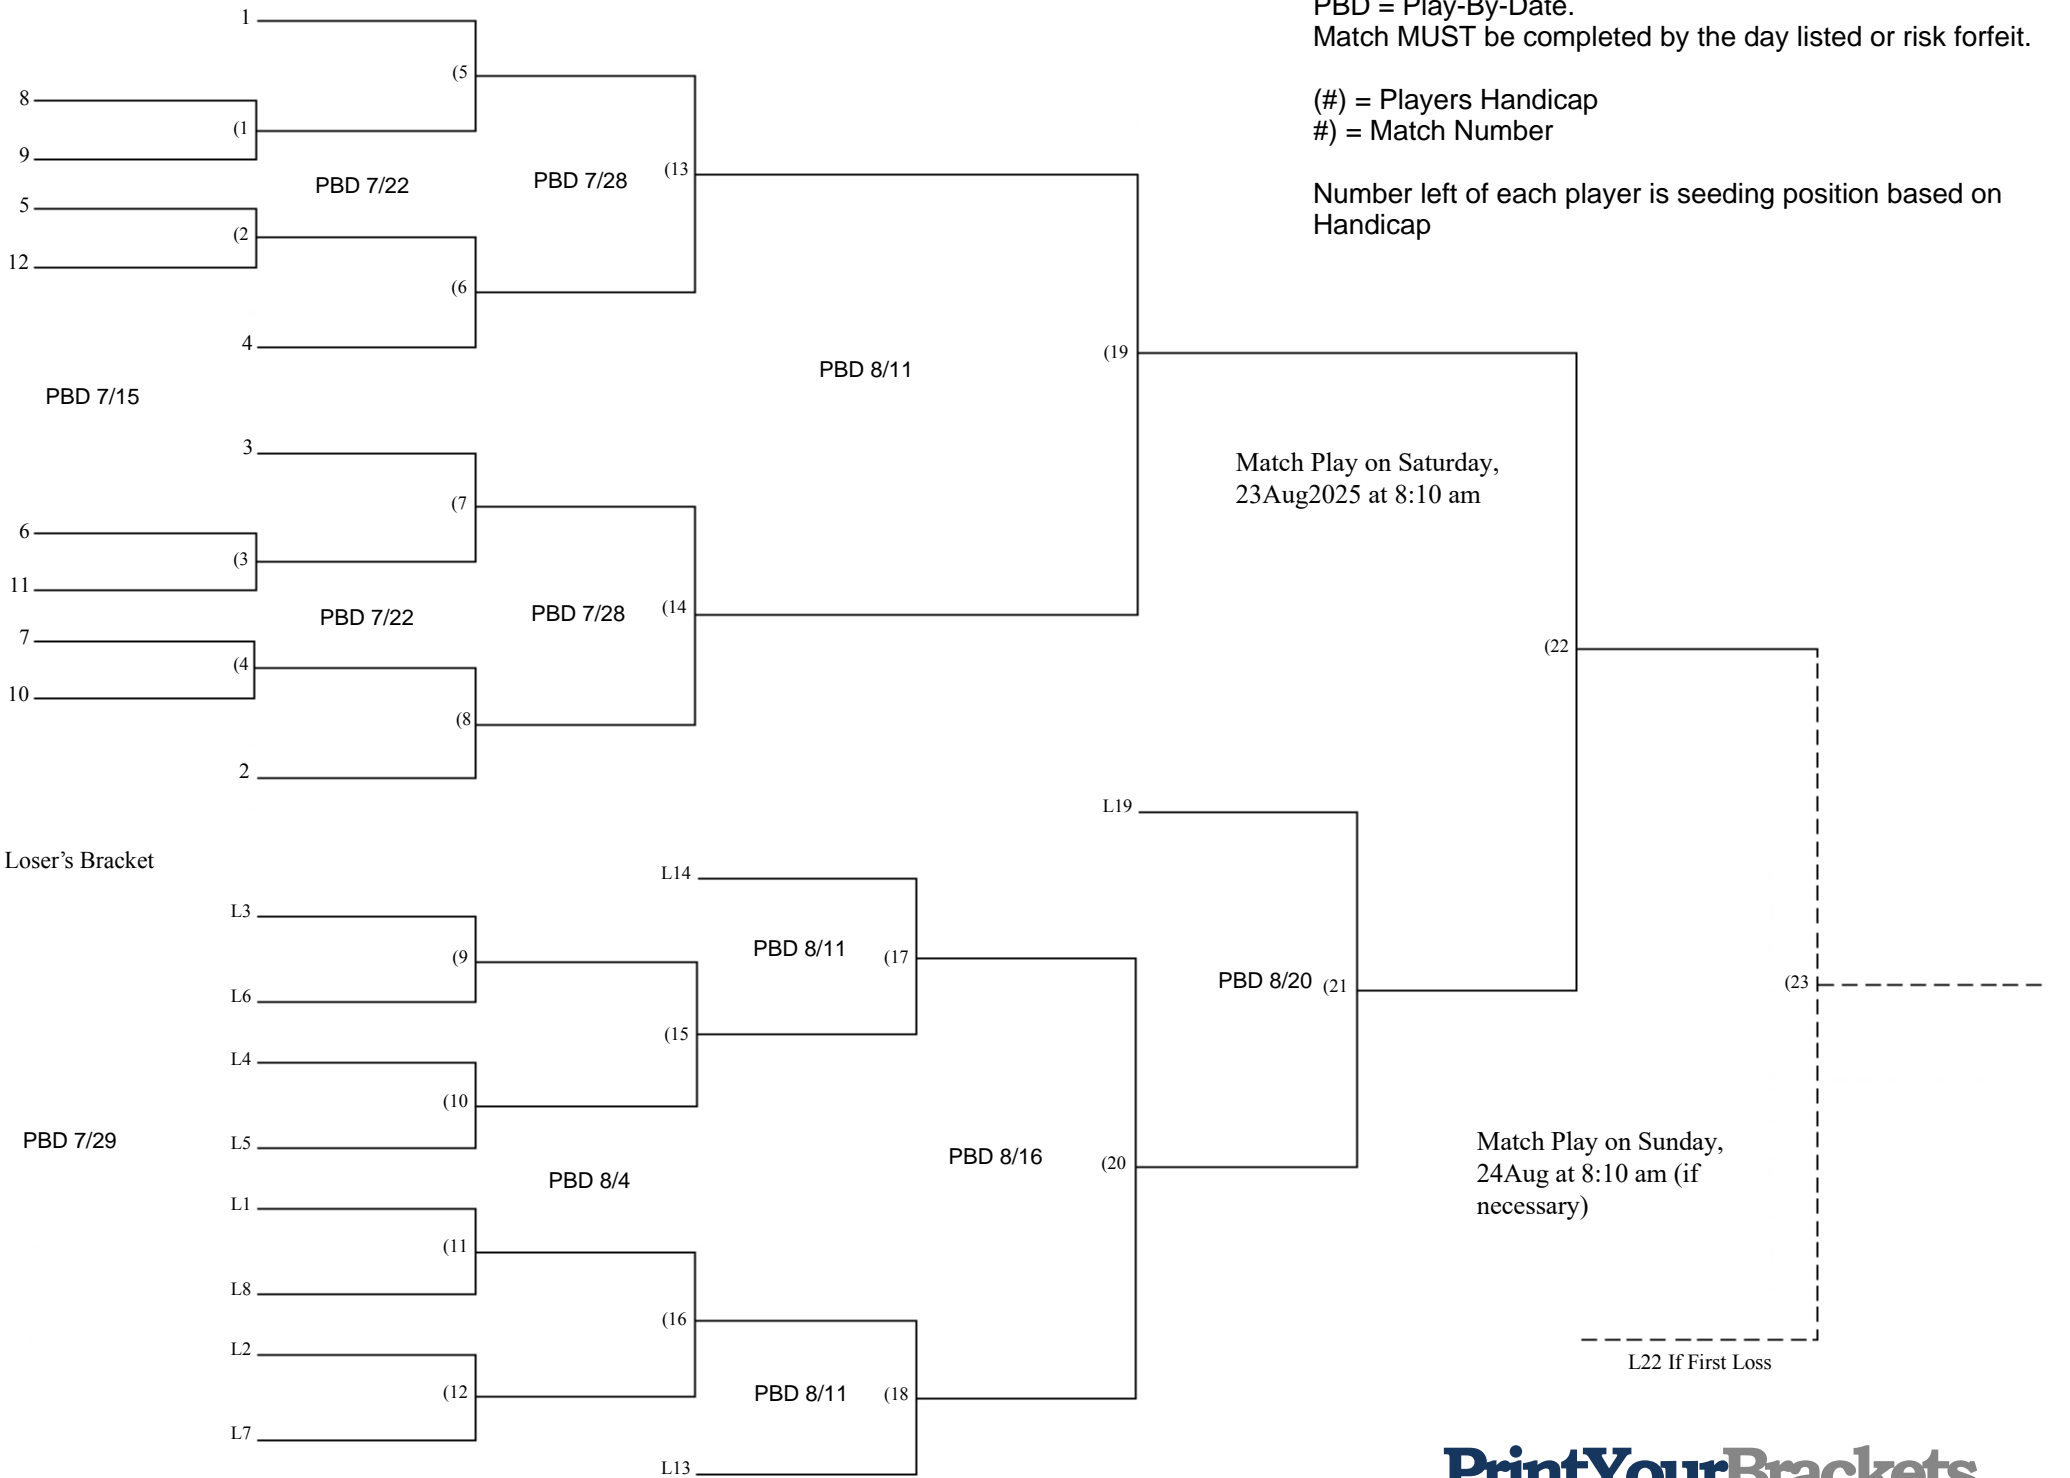 PBD = Play-By-Date.
Match MUST be completed by the day listed or risk forfeit.
(#) = Players Handicap
#) = Match Number
Number left of each player is seeding position based on
Handicap
1
(5
8
(1
9
PBD 7/22
PBD 7/28
(13
5
(2
12
(6
4
PBD 8/11
(19
PBD 7/15
3
Match Play on Saturday,
23Aug2025 at 8:10 am
(7
6
(3
11
PBD 7/22
PBD 7/28
(14
7
(4
10
(22
(8
2
L19
Loser's Bracket
L14
L3
PBD 8/11
(17
(9
L6
PBD 8/20
(21
(23
(15
L4
(10
L5
PBD 7/29
PBD 8/16
(20
Match Play on Sunday,
24Aug at 8:10 am (if
necessary)
PBD 8/4
L1
(11
L8
(16
L2
L22 If First Loss
(12
PBD 8/11
(18
L7
L13
PrintYourBrackets